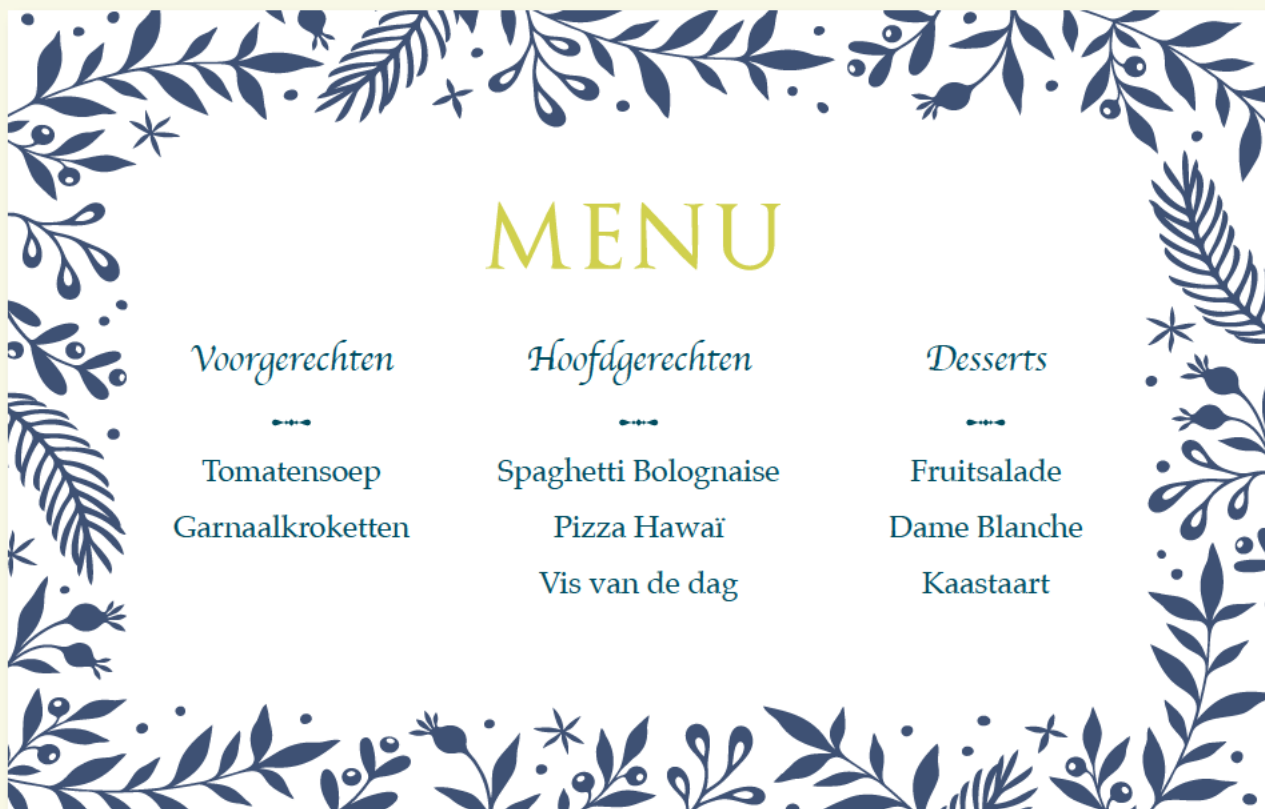 MENU
Voorgerechten
Tomatensoep
Garnaalkroketten
Hoofdgerechten
Spaghetti Bolognaise
Pizza Hawaï
Vis van de dag
Desserts
Fruitsalade
Dame Blanche
Kaastaart